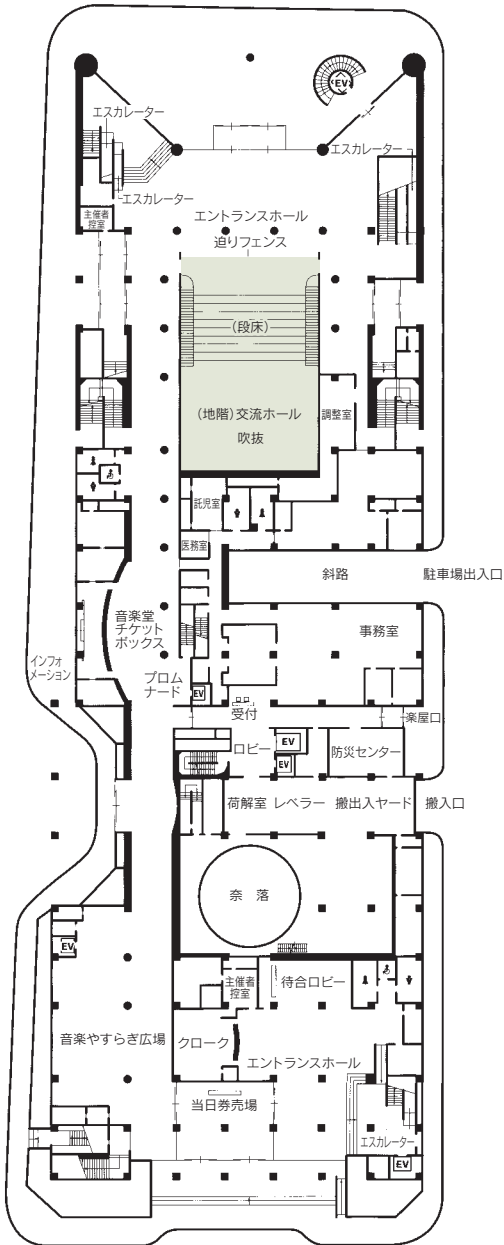 EV
エスカレーター
エスカレーター
エスカレーター
主催者
控室
エントランスホール
迫りフェンス
(段床)
(地階)交流ホール
吹抜
調整室
託児室
医務室
斜路
駐車場出入口
音楽堂
チケット
ボックス
事務室
インフォ
メーション
プロム
ナード
EV
受付
楽屋口
ロビー
EV
防災センター
EV
荷解室
レベラー
搬出入ヤード
搬入口
奈落
EV
主催者
控室
待合ロビー
音楽やすらぎ広場
クローク
エントランスホール
当日券売場
エスカレーター
EV